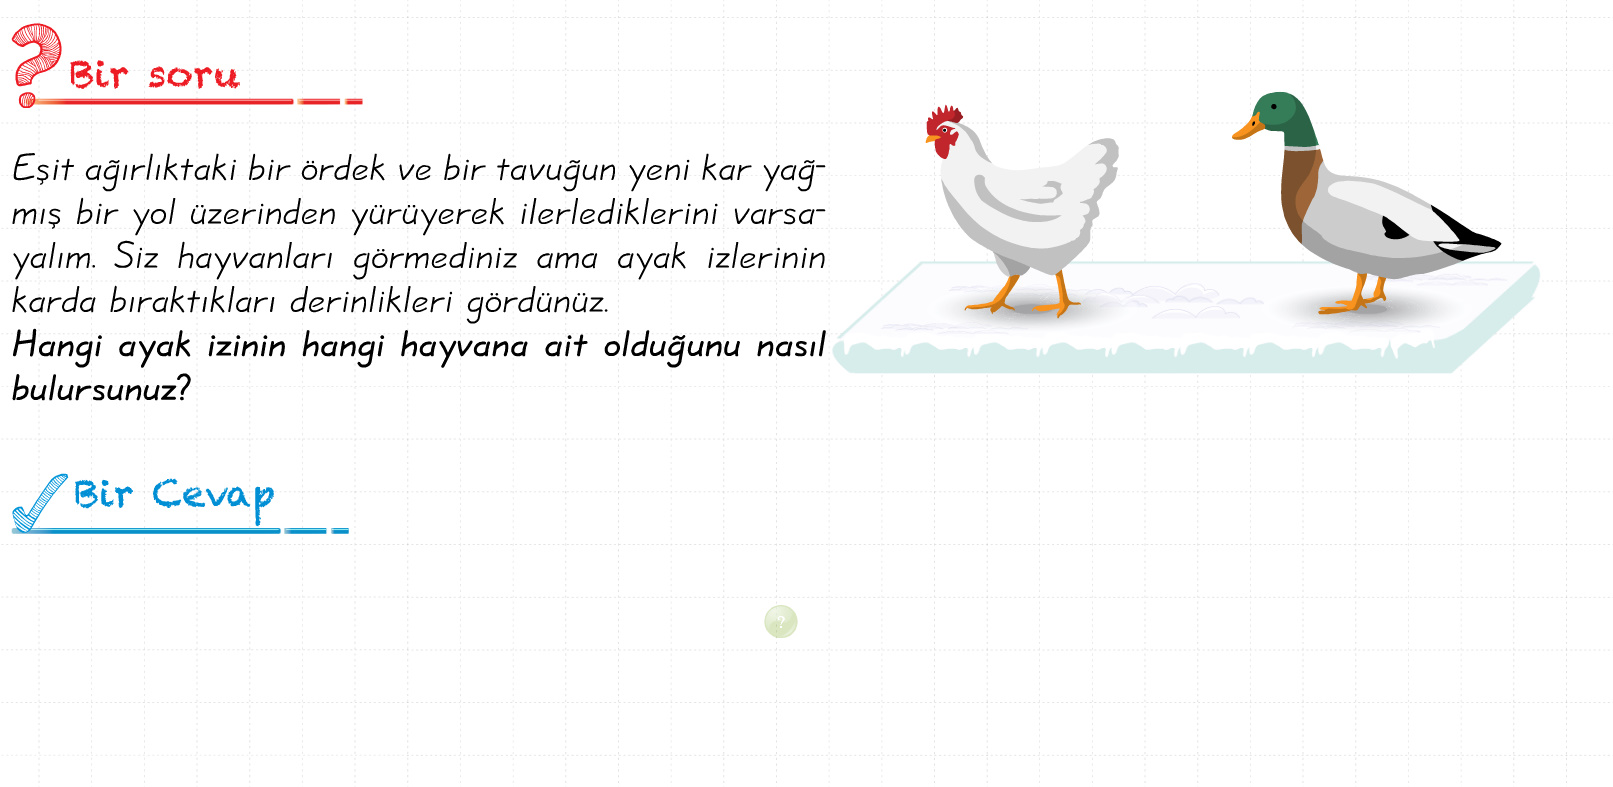 Bir soru
Eşit ağırlıktaki bir ördek ve bir tavuğun yeni kar yağ-
mış bir yol üzerinden yürüyerek ilerlediklerini varsa-
yalım. Siz hayvanları görmediniz ama ayak izlerinin
karda bıraktıkları derinlikleri gördünüz.
Hangi ayak izinin hangi hayvana ait olduğunu nasıl
bulursunuz?
Bir Cevap
?